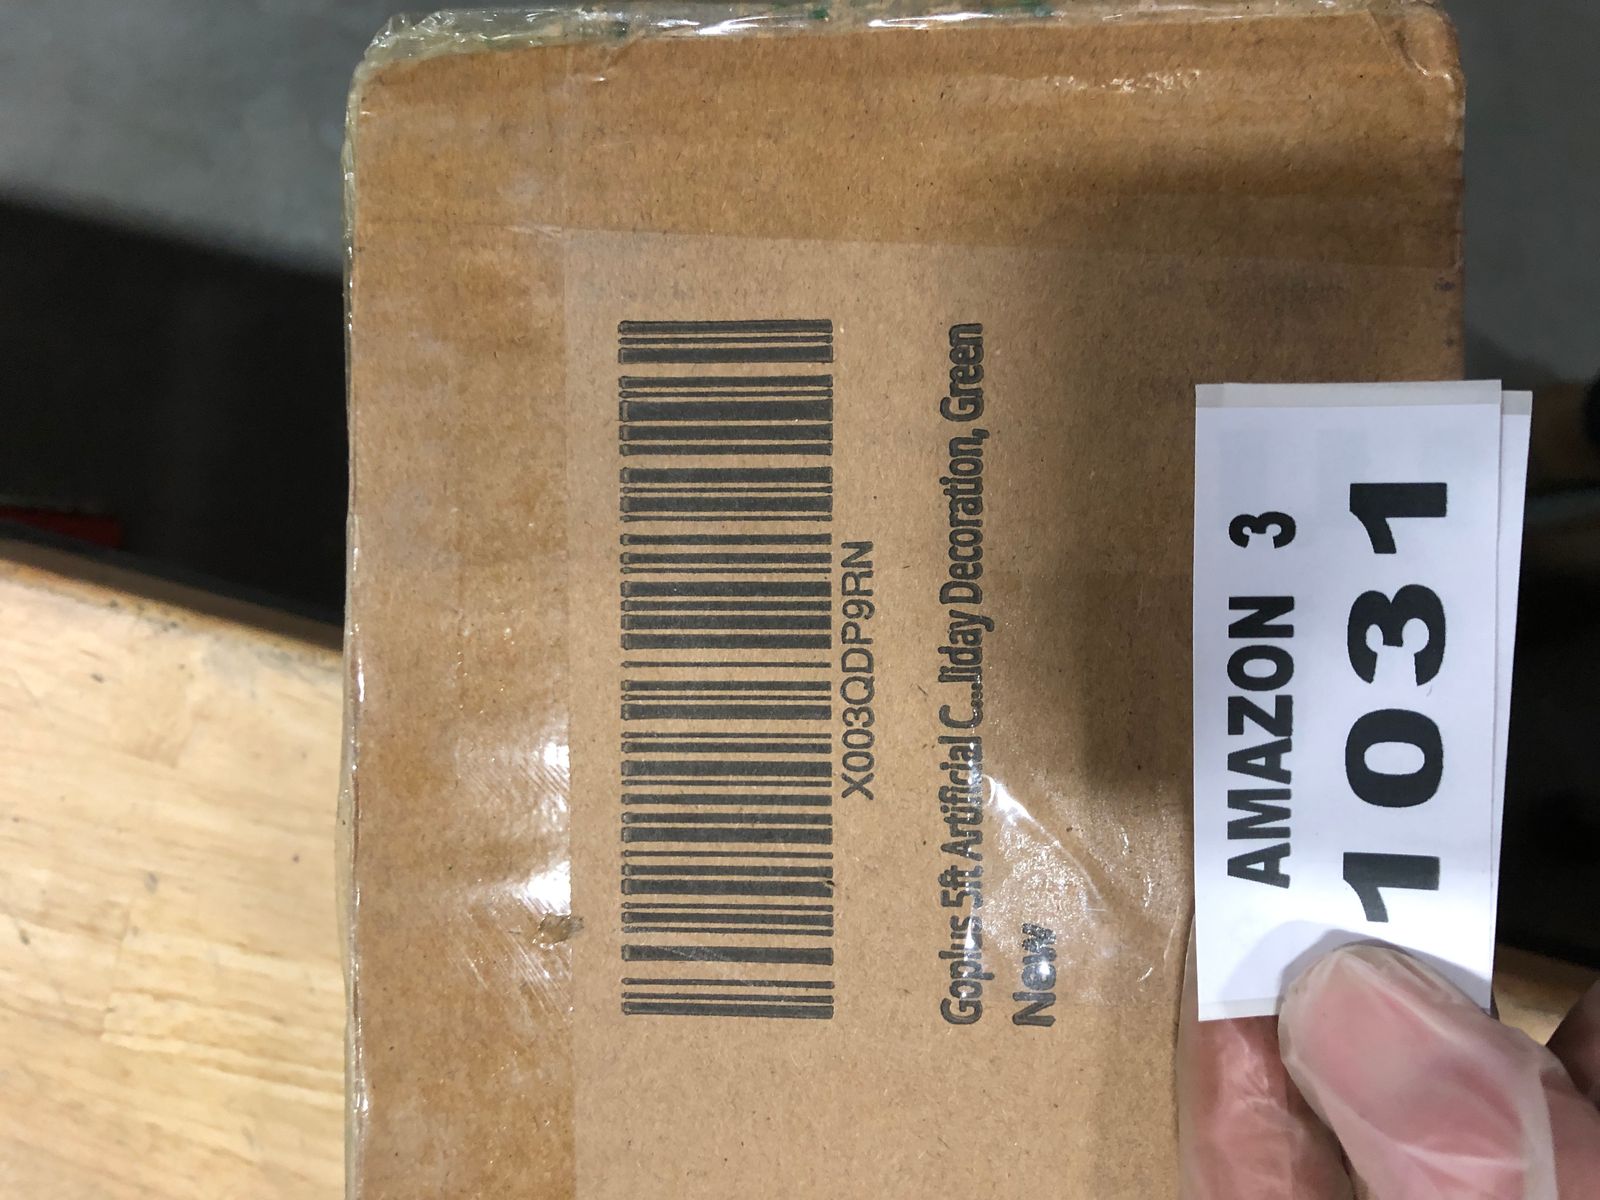 X003QDP9RN
Goplus 5ft Artificial C...liday Decoration, Green
New
AMAZON 3
1031